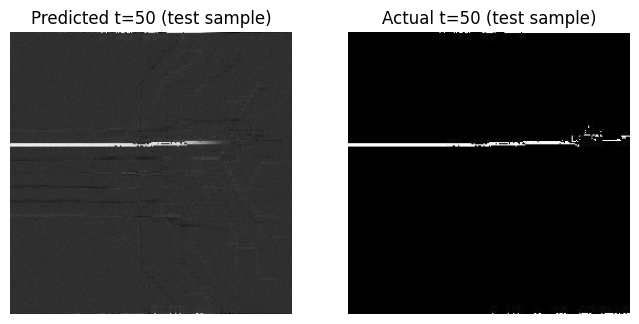 Predicted t=50 (test sample)
Actual t=50 (test sample)